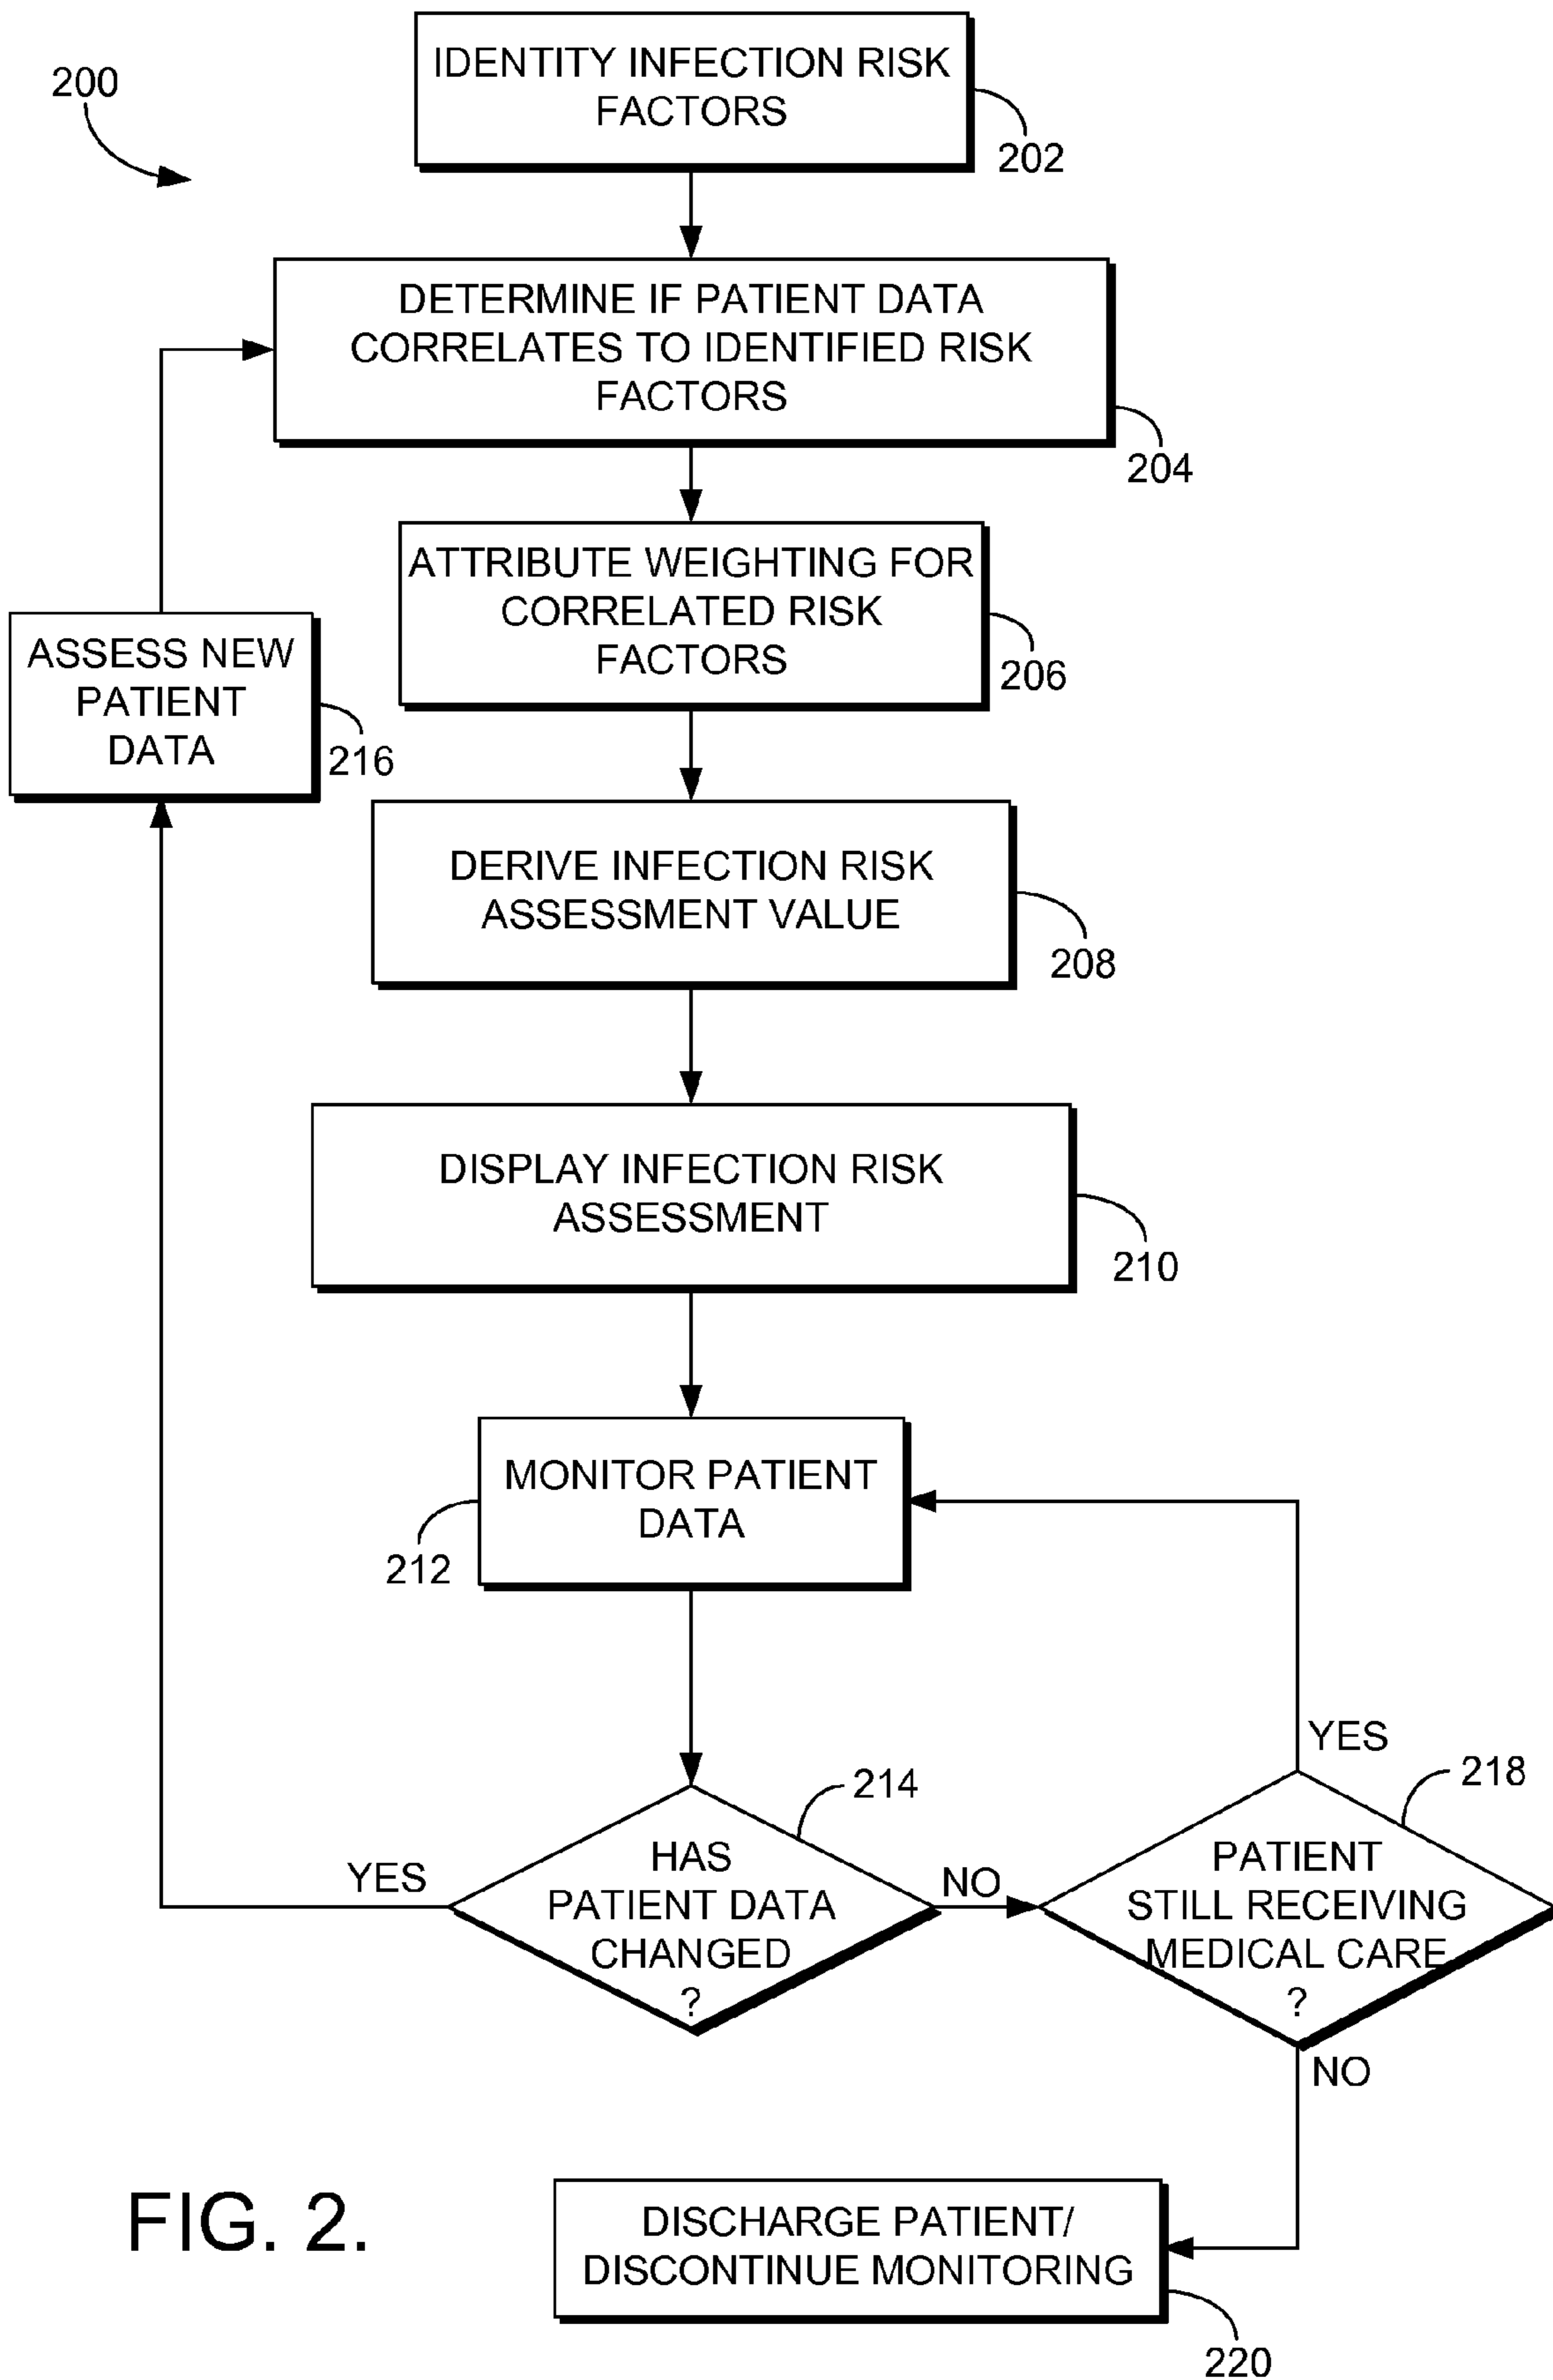 200
IDENTITY INFECTION RISK
FACTORS
202
DETERMINE IF PATIENT DATA
CORRELATES TO IDENTIFIED RISK
FACTORS
204
ATTRIBUTE WEIGHTING FOR
CORRELATED RISK
FACTORS
206
ASSESS NEW
PATIENT
DATA
216
DERIVE INFECTION RISK
ASSESSMENT VALUE
208
DISPLAY INFECTION RISK
ASSESSMENT
210
MONITOR PATIENT
DATA
212
214
HAS
PATIENT DATA
CHANGED
?
YES
NO
218
PATIENT
STILL RECEIVING
MEDICAL CARE
?
YES
NO
DISCHARGE PATIENT/
DISCONTINUE MONITORING
220
FIG. 2.